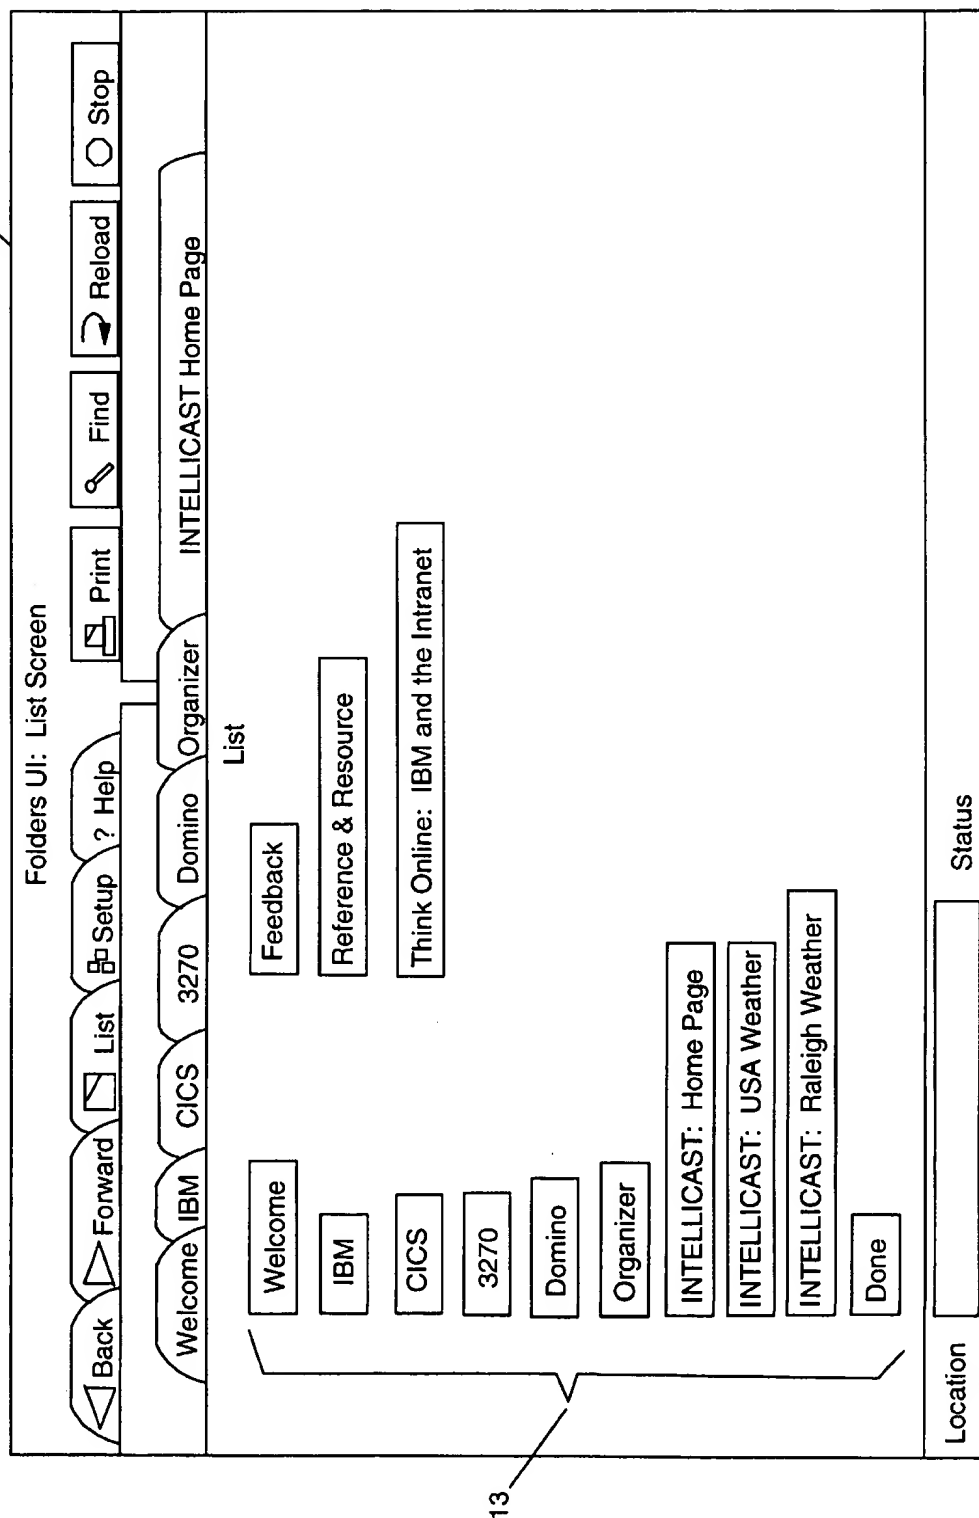 Folders UI: List Screen
Back Forward List Setup ? Help Print Find Reload Stop
Welcome IBM CICS 3270 Domino Organizer INTELLICAST Home Page
List
Welcome Feedback
IBM Reference & Resource
CICS Think Online: IBM and the Intranet
3270
Domino
Organizer
INTELLICAST: Home Page
INTELLICAST: USA Weather
INTELLICAST: Raleigh Weather
Done
13
Location Status